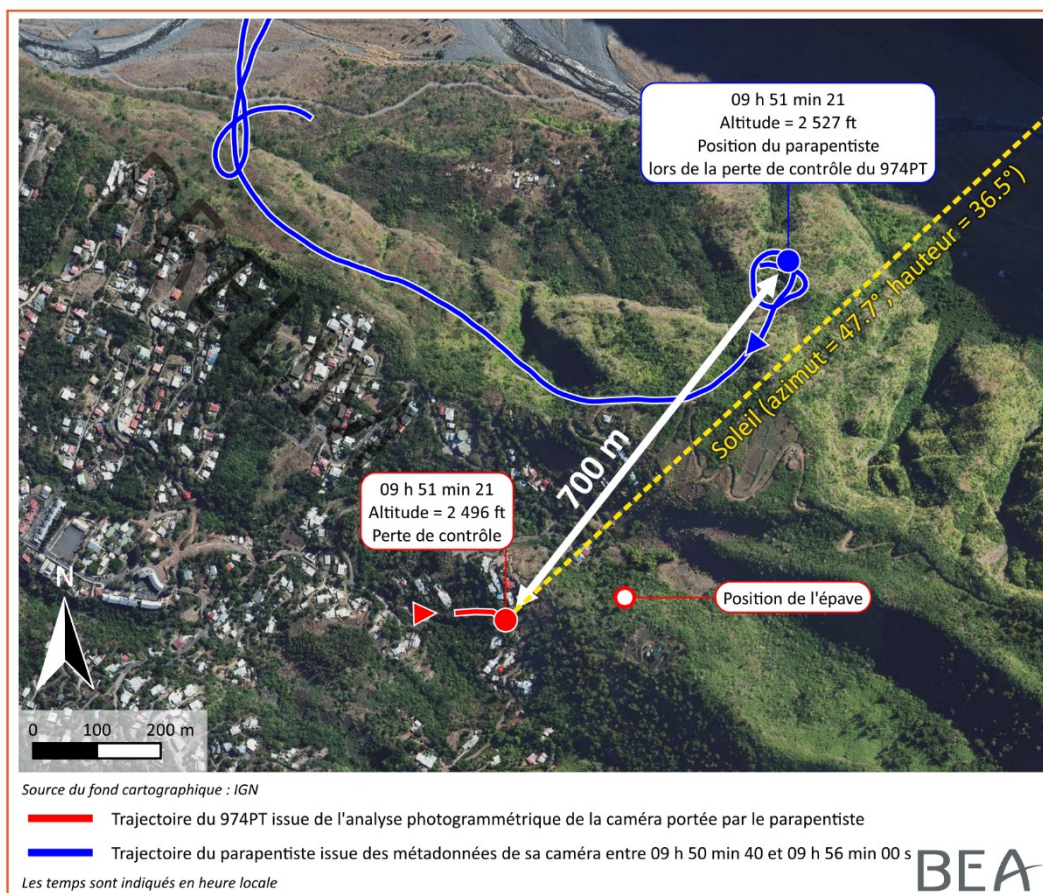 09 h 51 min 21
Altitude = 2 527 ft
Position du parapentiste
lors de la perte de contrôle du 974PT
Soleil (azimut = 47.7°, hauteur = 36.5°)
700 m
09 h 51 min 21
Altitude = 2 496 ft
Perte de contrôle
Position de l'épave
N
0 100 200 m
Source du fond cartographique : IGN
Trajectoire du 974PT issue de l'analyse photogrammétrique de la caméra portée par le parapentiste
Trajectoire du parapentiste issue des métadonnées de sa caméra entre 09 h 50 min 40 et 09 h 56 min 00 s
Les temps sont indiqués en heure locale
BEA